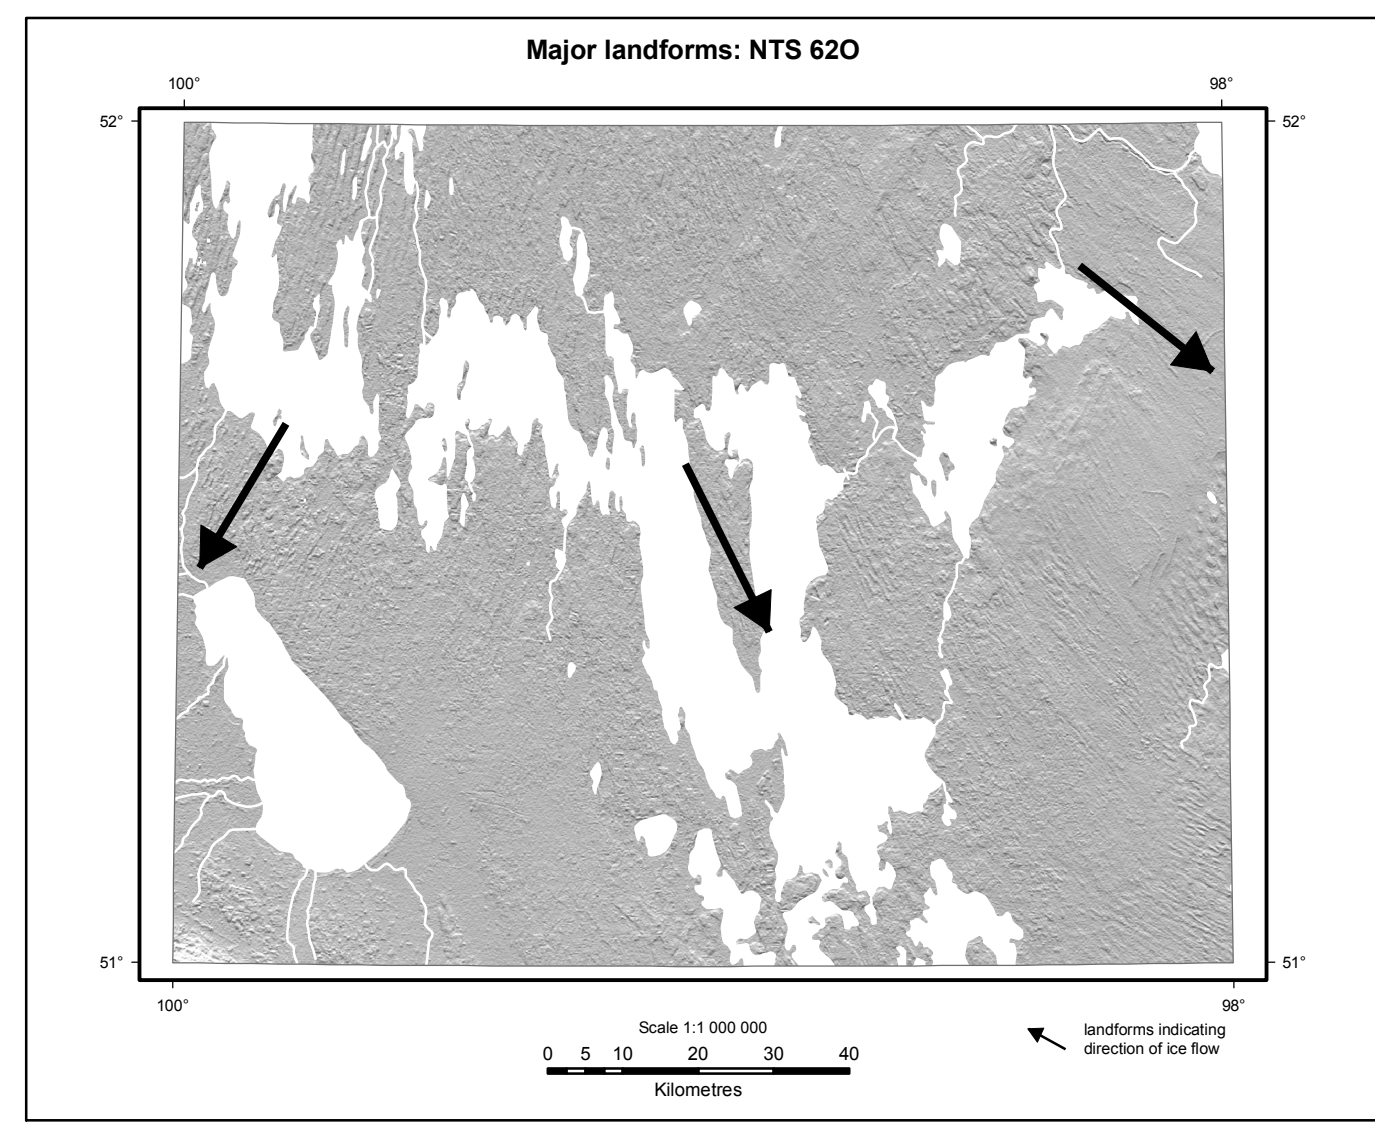 Major landforms: NTS 62O
100° 98°
52° 52°
51° 51°
100° 98°
Scale 1:1 000 000
0 5 10 20 30 40
Kilometres
landforms indicating
direction of ice flow